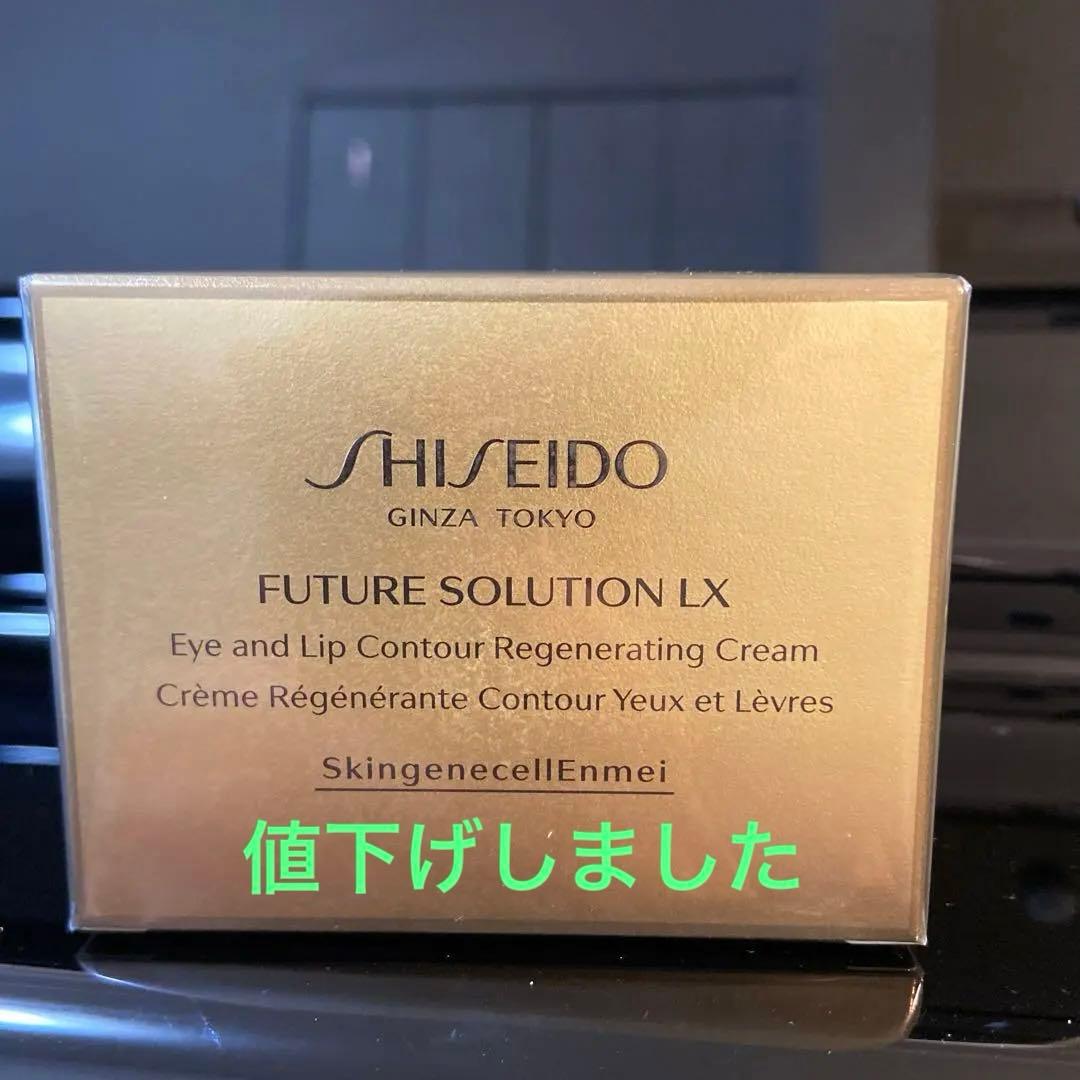 SHISEIDO
GINZA TOKYO
FUTURE SOLUTION LX
Eye and Lip Contour Regenerating Cream
Crème Régénérante Contour Yeux et Lèvres
SkingenecellEnmei
値下げしました